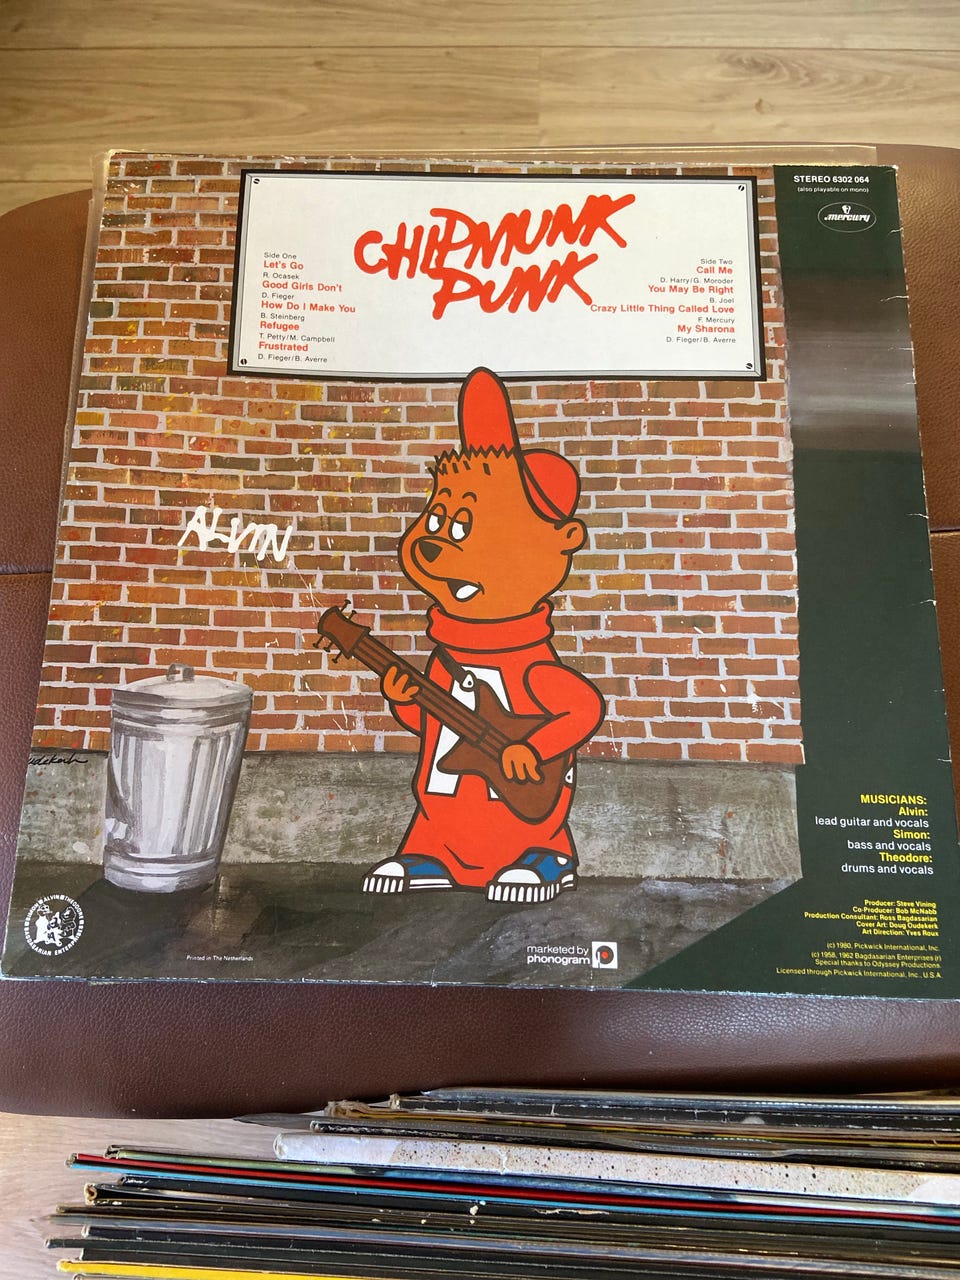 STEREO 6302 064
(also playable on mono)
mercury
CHIPMUNK
PUNK
Side One
Let's Go
R. Ocasek
Good Girls Don't
D. Fieger
How Do I Make You
B. Steinberg
Refugee
T. Petty/M. Campbell
Frustrated
D. Fieger/B. Averre
Side Two
Call Me
D. Harry/G. Moroder
You May Be Right
B. Joel
Crazy Little Thing Called Love
F. Mercury
My Sharona
D. Fieger/B. Averre
ALVIN
MUSICIANS:
Alvin:
lead guitar and vocals
Simon:
bass and vocals
Theodore:
drums and vocals
Producer: Steve Vining
Co-Producer: Bob McNabb
Production Consultant: Ross Bagdasarian
Cover Art: Doug Oudekerk
Art Direction: Yves Roux
(c) 1980, Pickwick International, Inc.
(c) 1958, 1962 Bagdasarian Enterprises (r)
Special thanks to Odyssey Productions
Licensed through Pickwick International, Inc., U.S.A.
SIMON ALVIN THEODORE
BAGDASARIAN ENTERPRISES
Printed in The Netherlands
marketed by
phonogram